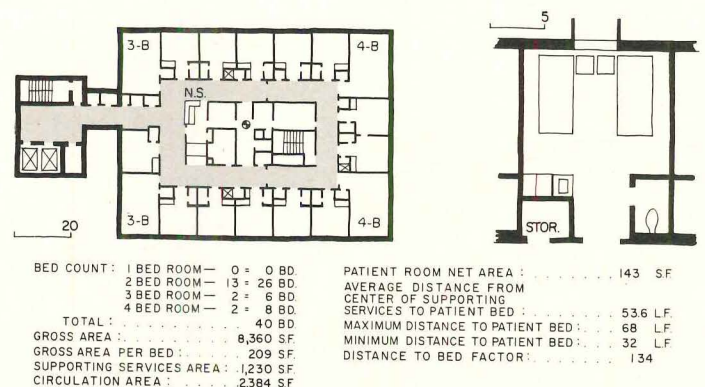 5
3-B
4-B
N.S.
20
3-B
4-B
STOR.
BED COUNT: 1 BED ROOM — 0 = 0 BD.
2 BED ROOM — 13 = 26 BD.
3 BED ROOM — 2 = 6 BD.
4 BED ROOM — 2 = 8 BD.
TOTAL: . . . . . . . . . . 40 BD.
GROSS AREA: . . . . . . . . 8,360 S.F.
GROSS AREA PER BED: . . . . . 209 S.F.
SUPPORTING SERVICES AREA: .1,230 S.F.
CIRCULATION AREA: . . . . . .2,384 S.F.
PATIENT ROOM NET AREA: . . . . . . . . 143 S.F.
AVERAGE DISTANCE FROM
CENTER OF SUPPORTING
SERVICES TO PATIENT BED: . . . . . . . 53.6 L.F.
MAXIMUM DISTANCE TO PATIENT BED: . . . 68 L.F.
MINIMUM DISTANCE TO PATIENT BED: . . . 32 L.F.
DISTANCE TO BED FACTOR: . . . . . . . 134